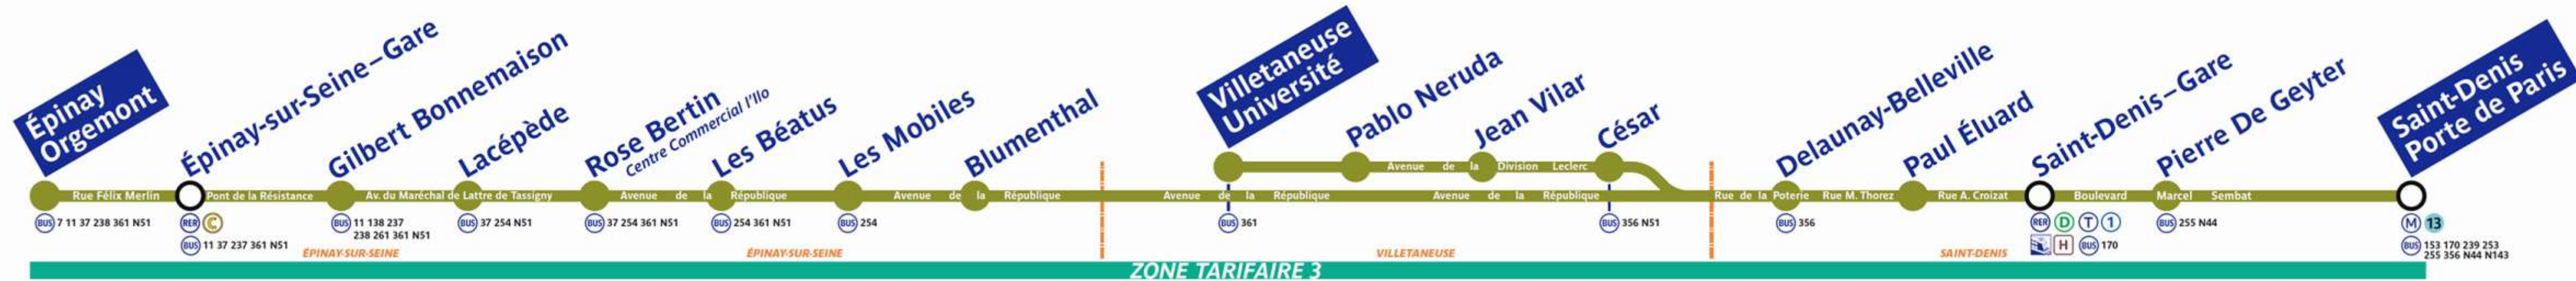 Épinay
Orgemont
Épinay-sur-Seine–Gare
Gilbert Bonnemaison
Lacépède
Rose Bertin
Centre Commercial l'Ilo
Les Béatus
Les Mobiles
Blumenthal
Villetaneuse
Université
Pablo Neruda
Jean Vilar
César
Delaunay-Belleville
Paul Éluard
Saint-Denis–Gare
Pierre De Geyter
Saint-Denis
Porte de Paris
Avenue de la Division Leclerc
Rue Félix Merlin
Pont de la Résistance
Av. du Maréchal de Lattre de Tassigny
Avenue de la République
Avenue de la République
Avenue de la République
Avenue de la République
Rue de la Poterie
Rue M. Thorez
Rue A. Croizat
Boulevard Marcel Sembat
BUS 7 11 37 238 361 N51
RER C
BUS 11 37 237 361 N51
BUS 11 138 237
238 261 361 N51
BUS 37 254 N51
BUS 37 254 361 N51
BUS 254 361 N51
BUS 254
BUS 361
BUS 356 N51
BUS 356
RER D T 1
H BUS 170
BUS 255 N44
M 13
BUS 153 170 239 253
255 356 N44 N143
ÉPINAY-SUR-SEINE
ÉPINAY-SUR-SEINE
VILLETANEUSE
SAINT-DENIS
ZONE TARIFAIRE 3